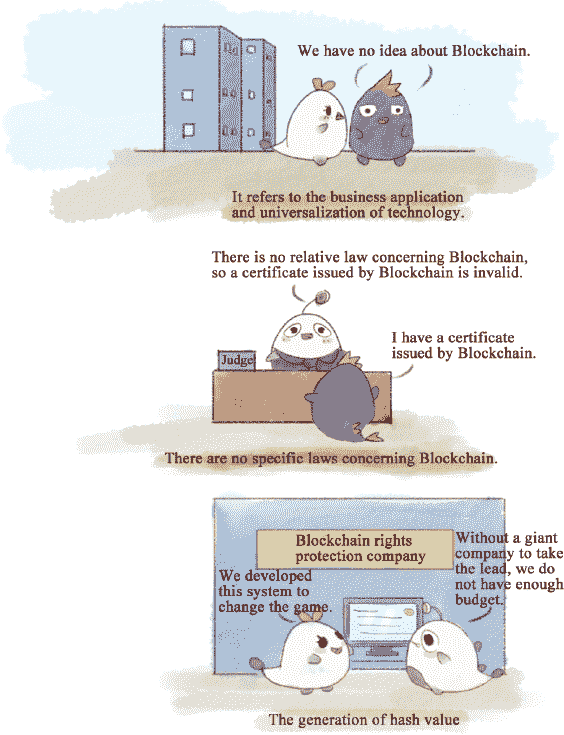 We have no idea about Blockchain.
It refers to the business application
and universalization of technology.
There is no relative law concerning Blockchain,
so a certificate issued by Blockchain is invalid.
I have a certificate
issued by Blockchain.
Judge
There are no specific laws concerning Blockchain.
Blockchain rights
protection company
We developed
this system to
change the game.
Without a giant
company to take
the lead, we do
not have enough
budget.
The generation of hash value